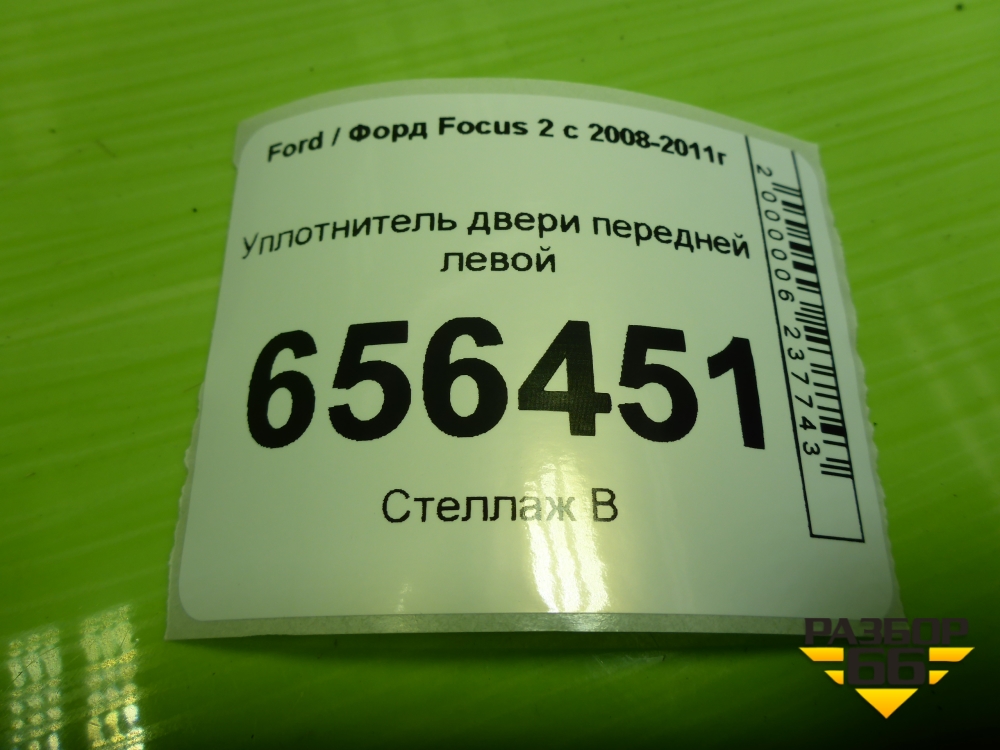 Ford / Форд Focus 2 с 2008-2011г
Уплотнитель двери передней
левой
656451
Стеллаж В
2000006237743
РАЗБОР
66